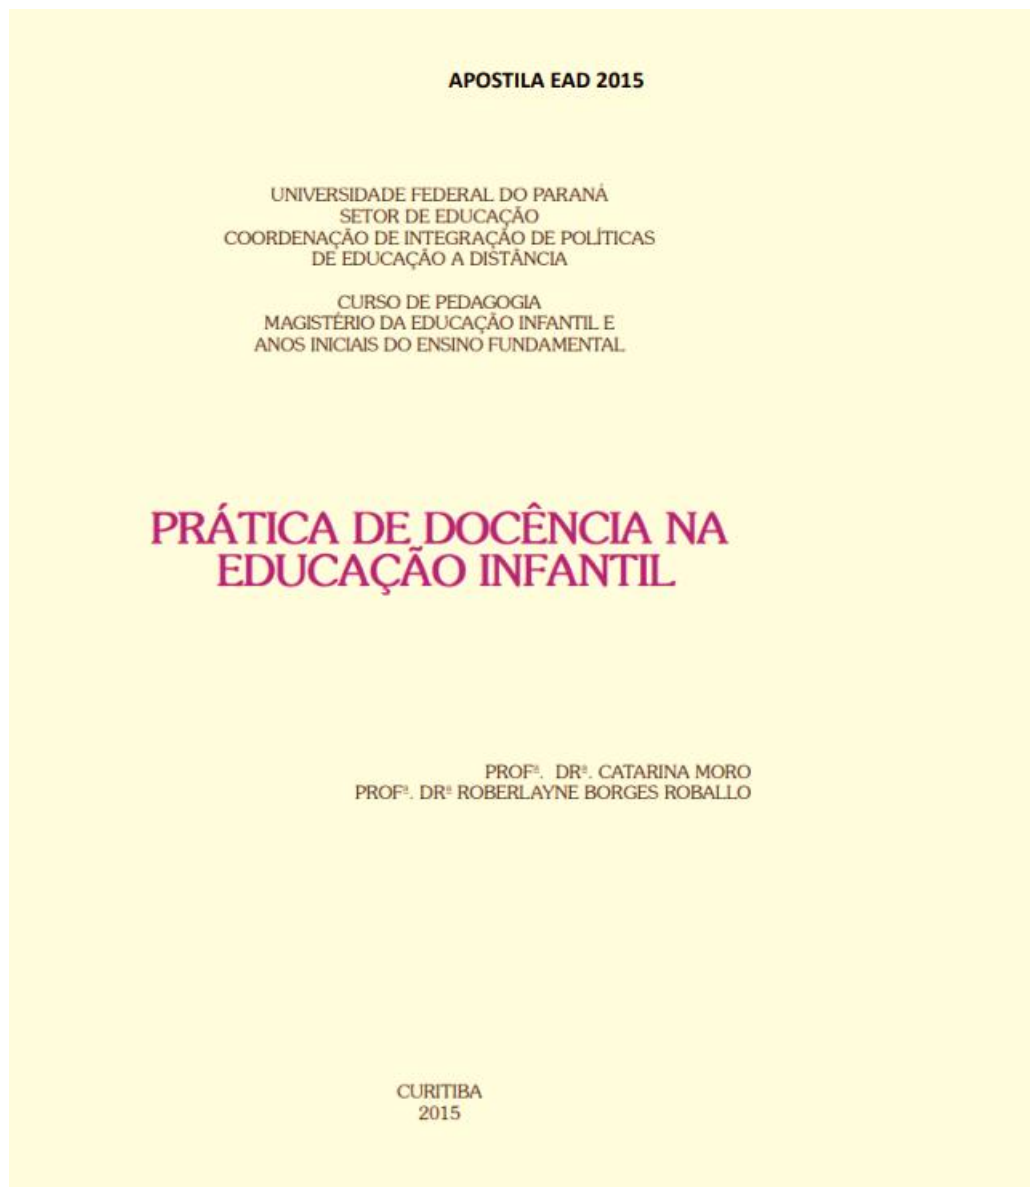 APOSTILA EAD 2015
UNIVERSIDADE FEDERAL DO PARANÁ
SETOR DE EDUCAÇÃO
COORDENAÇÃO DE INTEGRAÇÃO DE POLÍTICAS
DE EDUCAÇÃO A DISTÂNCIA
CURSO DE PEDAGOGIA
MAGISTÉRIO DA EDUCAÇÃO INFANTIL E
ANOS INICIAIS DO ENSINO FUNDAMENTAL
PRÁTICA DE DOCÊNCIA NA
EDUCAÇÃO INFANTIL
PROFª. DRª. CATARINA MORO
PROFª. DRª ROBERLAYNE BORGES ROBALLO
CURITIBA
2015